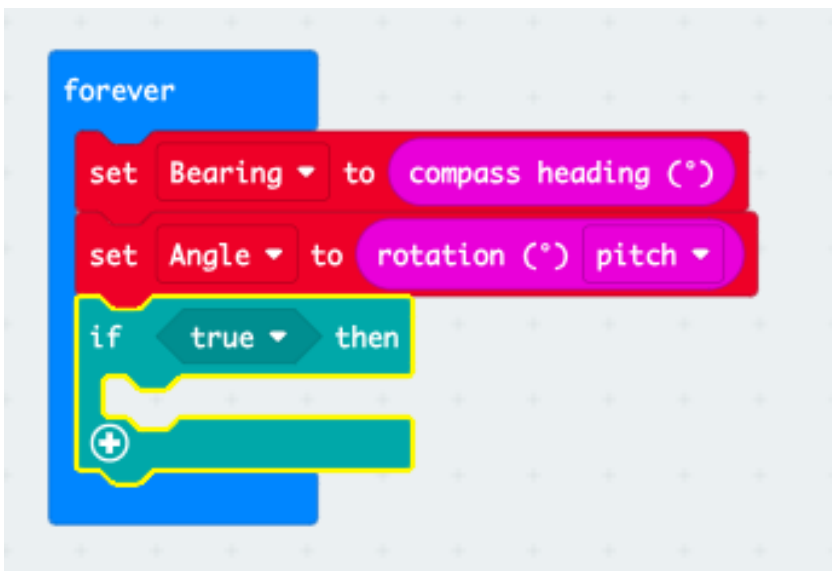 forever
set Bearing to compass heading (°)
set Angle to rotation (°) pitch
if true then